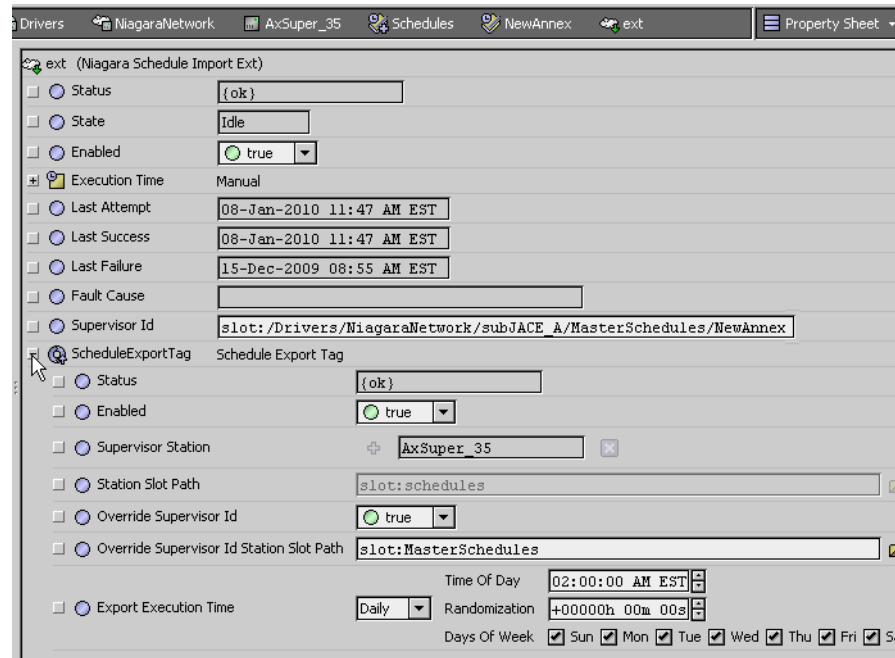 Drivers NiagaraNetwork AxSuper_35 Schedules NewAnnex ext Property Sheet
ext (Niagara Schedule Import Ext)
Status {ok}
State Idle
Enabled true
Execution Time Manual
Last Attempt 08-Jan-2010 11:47 AM EST
Last Success 08-Jan-2010 11:47 AM EST
Last Failure 15-Dec-2009 08:55 AM EST
Fault Cause
Supervisor Id slot:/Drivers/NiagaraNetwork/subJACE_A/MasterSchedules/NewAnnex
ScheduleExportTag Schedule Export Tag
Status {ok}
Enabled true
Supervisor Station AxSuper_35
Station Slot Path slot:schedules
Override Supervisor Id true
Override Supervisor Id Station Slot Path slot:MasterSchedules
Time Of Day 02:00:00 AM EST
Export Execution Time Daily Randomization +00000h 00m 00s
Days Of Week Sun Mon Tue Wed Thu Fri